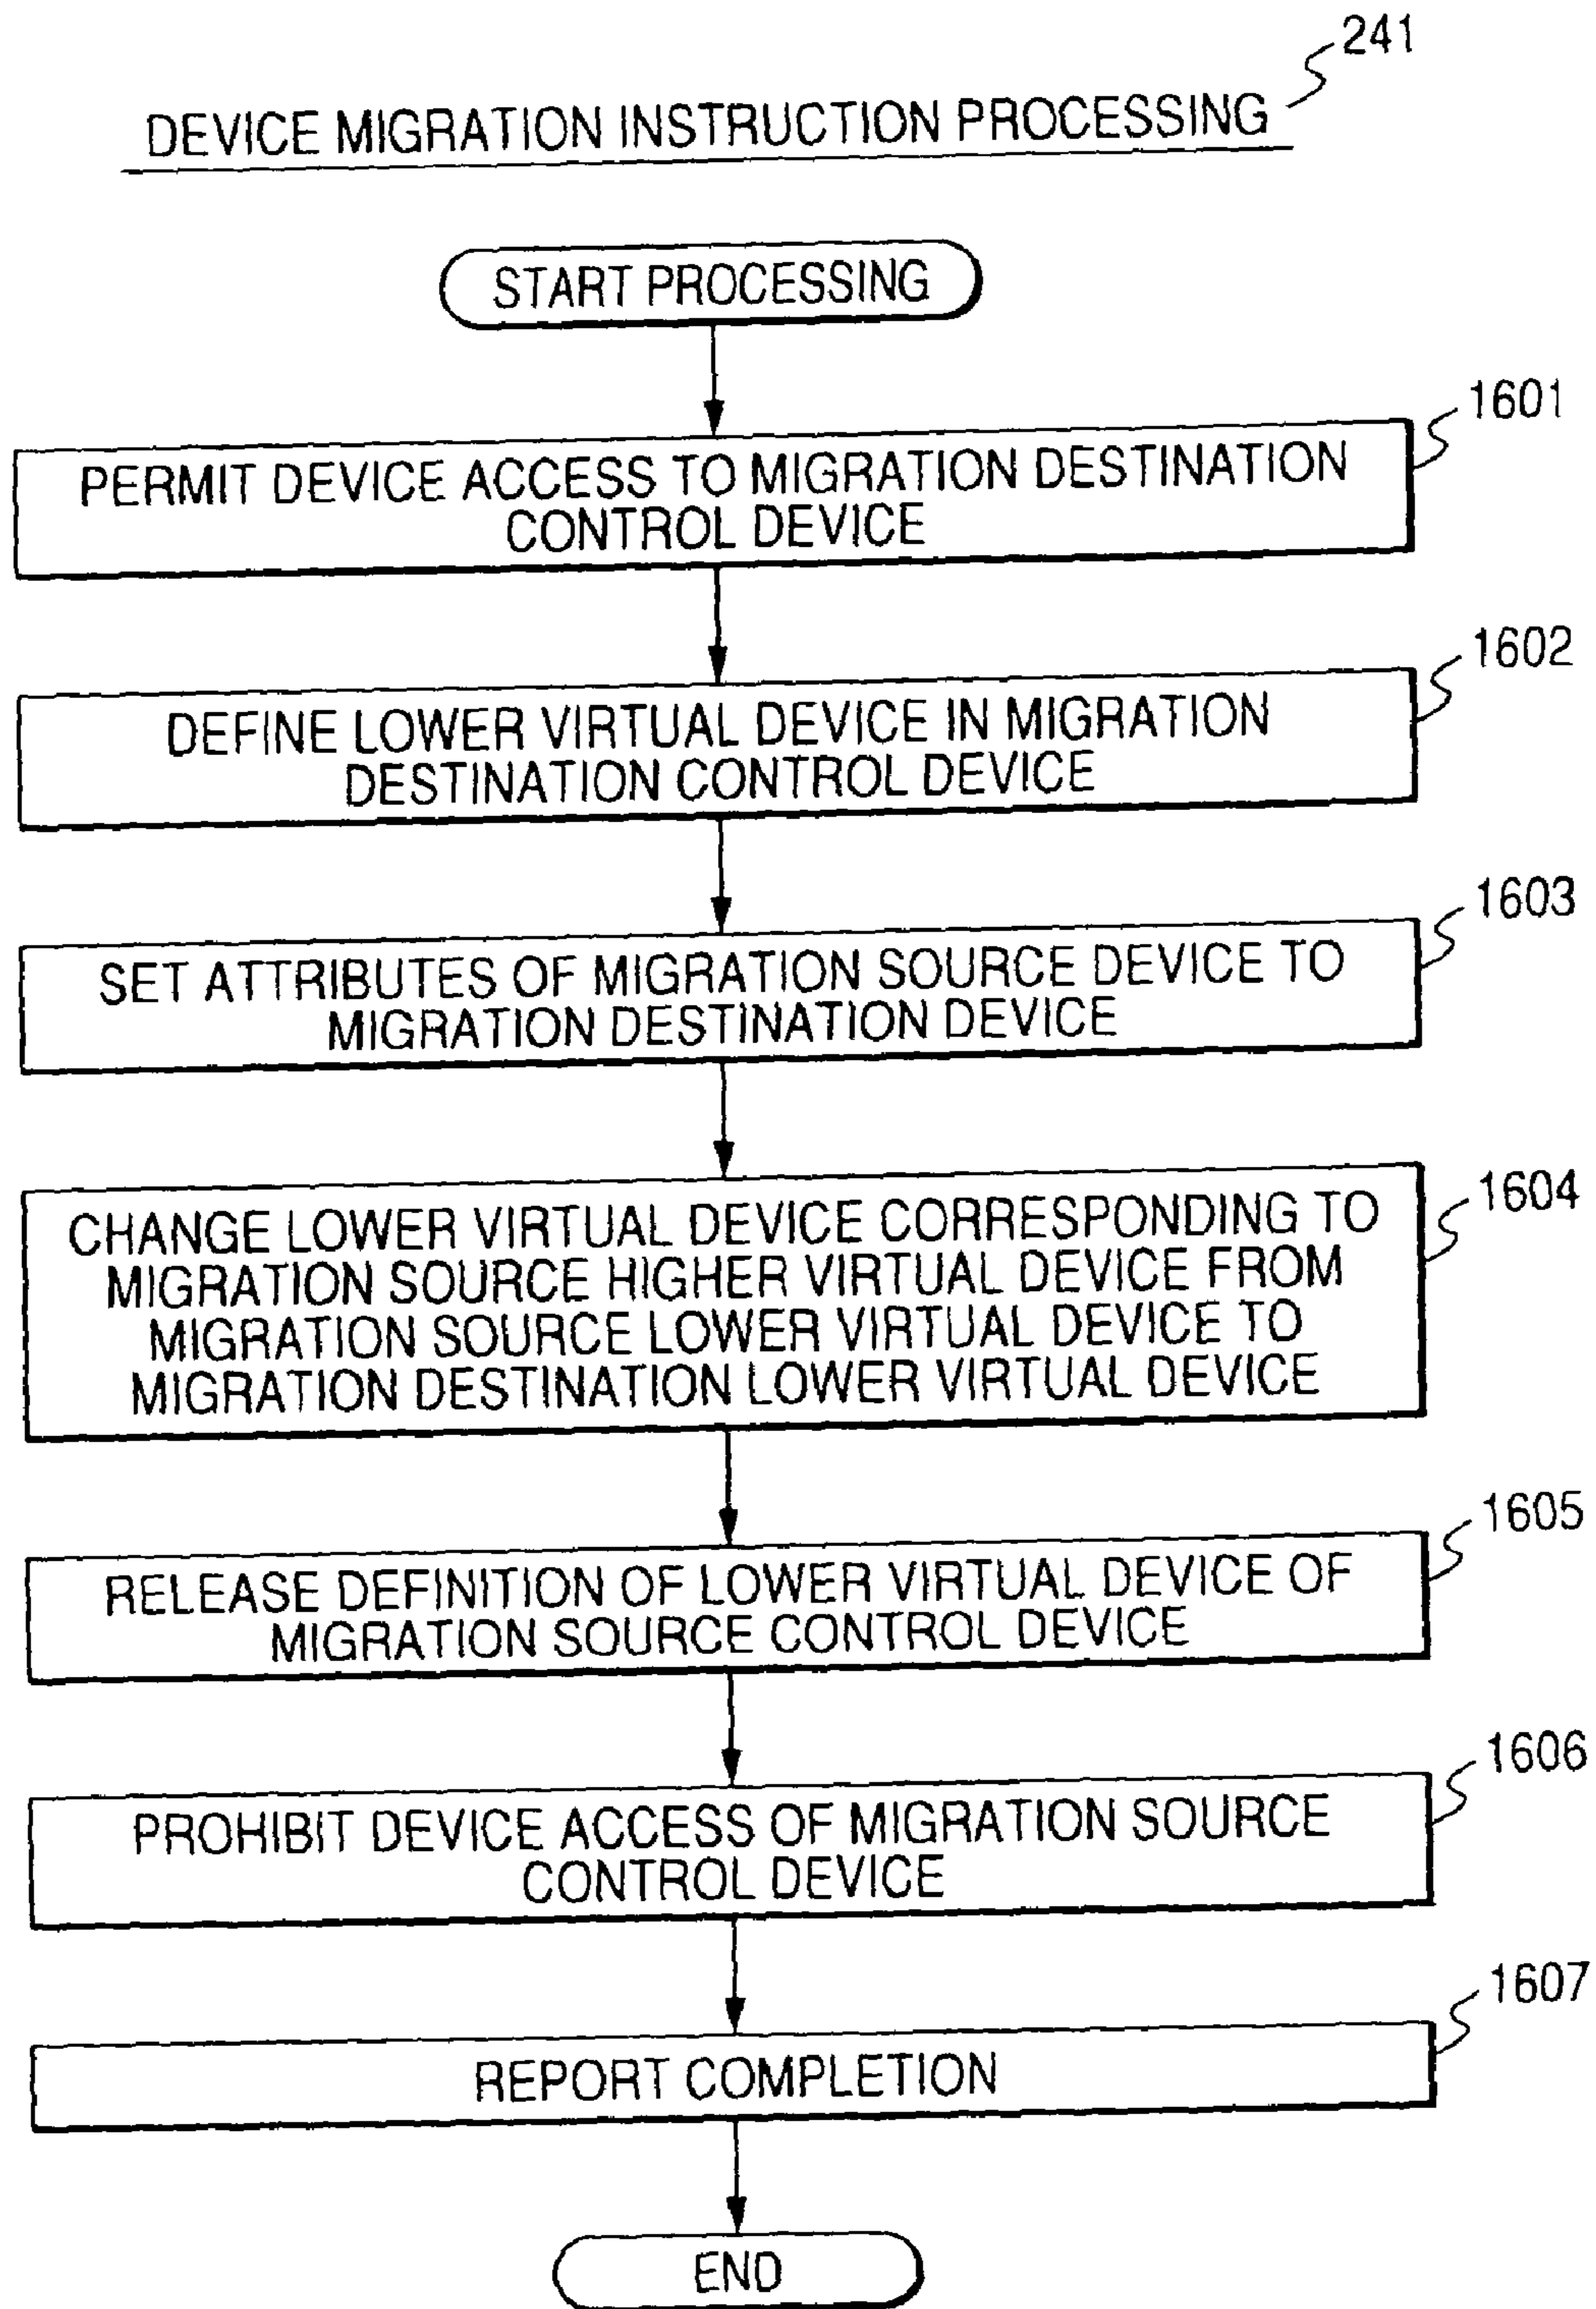 241
DEVICE MIGRATION INSTRUCTION PROCESSING
START PROCESSING
1601
PERMIT DEVICE ACCESS TO MIGRATION DESTINATION
CONTROL DEVICE
1602
DEFINE LOWER VIRTUAL DEVICE IN MIGRATION
DESTINATION CONTROL DEVICE
1603
SET ATTRIBUTES OF MIGRATION SOURCE DEVICE TO
MIGRATION DESTINATION DEVICE
1604
CHANGE LOWER VIRTUAL DEVICE CORRESPONDING TO
MIGRATION SOURCE HIGHER VIRTUAL DEVICE FROM
MIGRATION SOURCE LOWER VIRTUAL DEVICE TO
MIGRATION DESTINATION LOWER VIRTUAL DEVICE
1605
RELEASE DEFINITION OF LOWER VIRTUAL DEVICE OF
MIGRATION SOURCE CONTROL DEVICE
1606
PROHIBIT DEVICE ACCESS OF MIGRATION SOURCE
CONTROL DEVICE
1607
REPORT COMPLETION
END